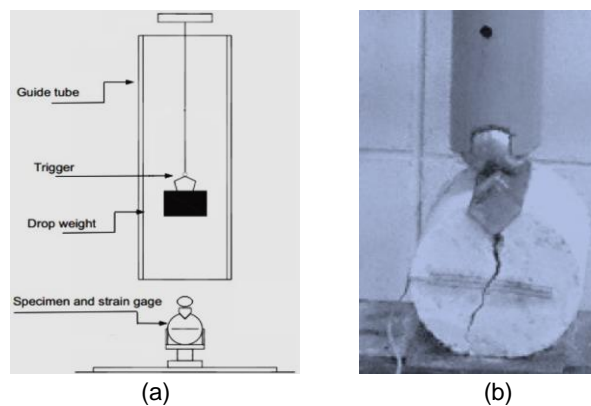 Guide tube
Trigger
Drop weight
Specimen and strain gage
(a)
(b)